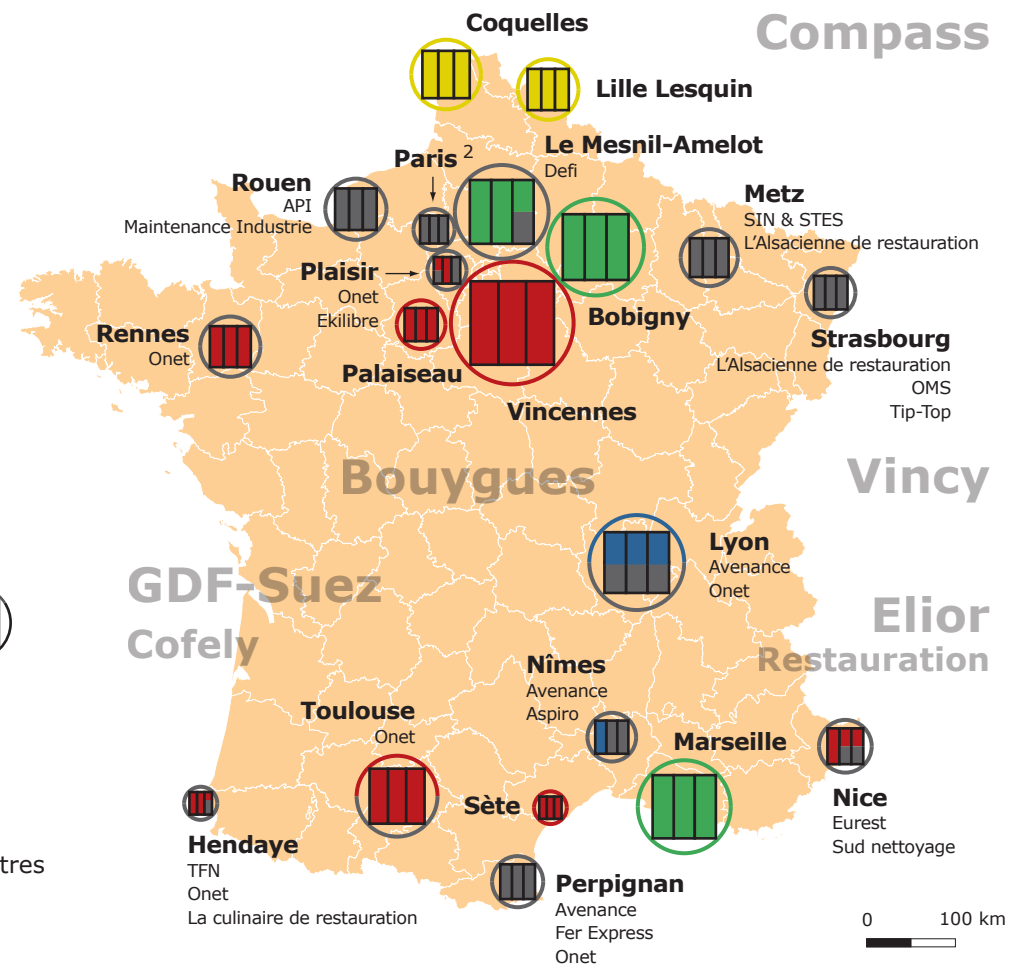 Coquelles
Compass
Lille Lesquin
Le Mesnil-Amelot
Defi
Paris 2
Rouen
API
Maintenance Industrie
Metz
SIN & STES
L'Alsacienne de restauration
Plaisir
Onet
Ekilibre
Bobigny
Rennes
Onet
Strasbourg
L'Alsacienne de restauration
OMS
Tip-Top
Palaiseau
Vincennes
Bouygues
Vincy
Lyon
Avenance
Onet
GDF-Suez
Cofely
Elior
Restauration
Nîmes
Avenance
Aspiro
Toulouse
Onet
Marseille
Sète
Nice
Eurest
Sud nettoyage
Hendaye
TFN
Onet
La culinaire de restauration
tres
Perpignan
Avenance
Fer Express
Onet
0 100 km